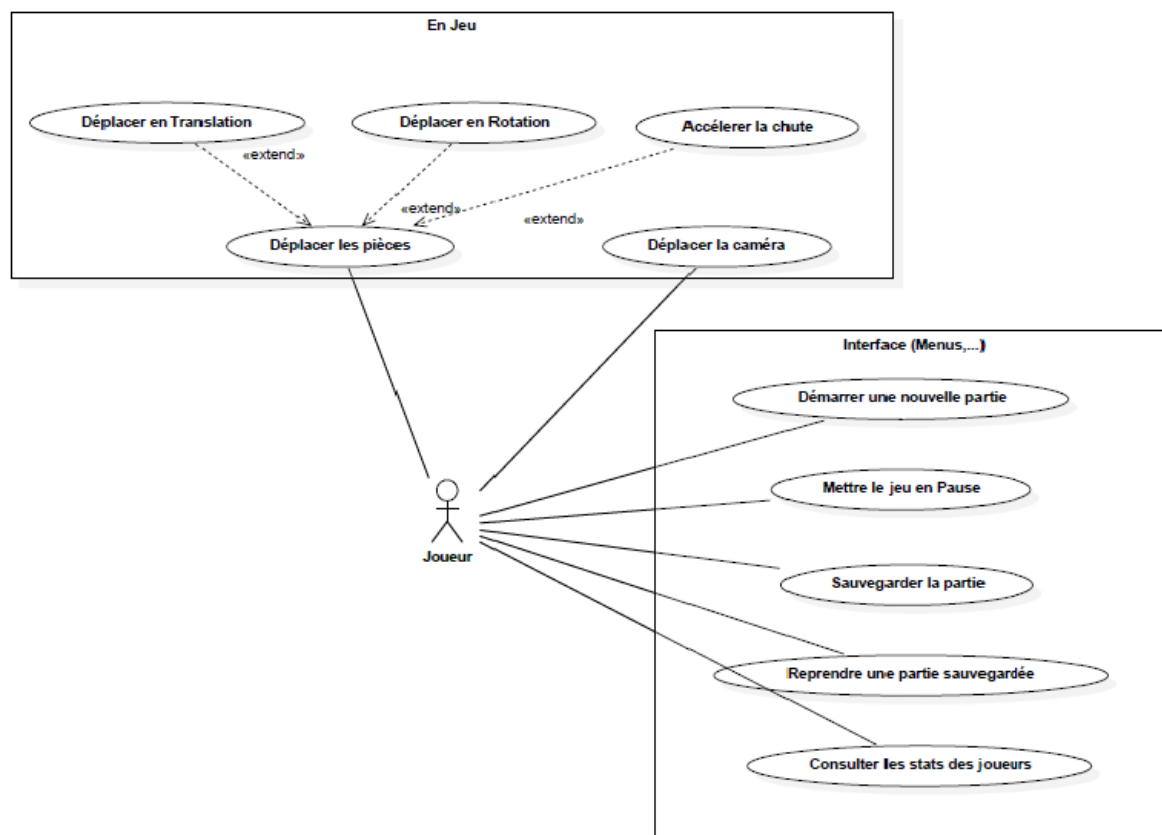 En Jeu
Déplacer en Translation
Déplacer en Rotation
Accélerer la chute
«extend»
«extend»
«extend»
Déplacer les pièces
Déplacer la caméra
Interface (Menus,...)
Démarrer une nouvelle partie
Mettre le jeu en Pause
Joueur
Sauvegarder la partie
Reprendre une partie sauvegardée
Consulter les stats des joueurs